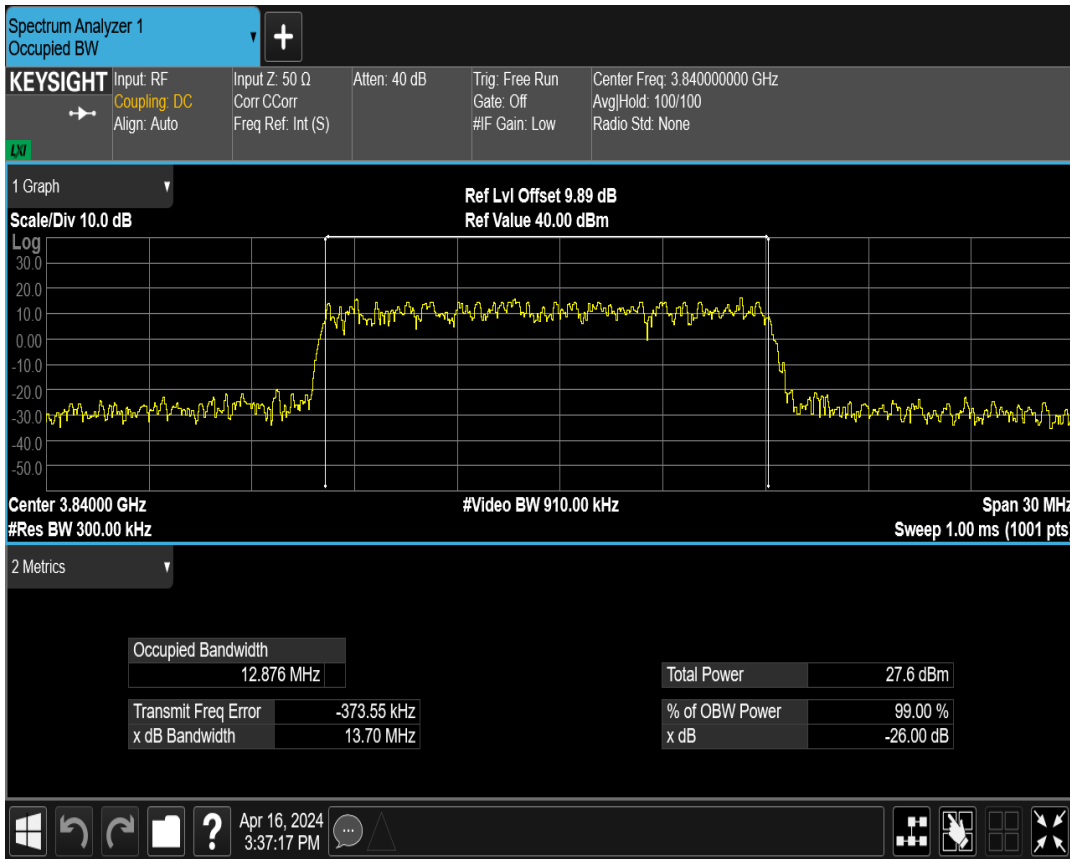 Spectrum Analyzer 1
Occupied BW
+
KEYSIGHT
LXI
Input: RF
Coupling: DC
Align: Auto
Input Z: 50 Ω
Corr CCorr
Freq Ref: Int (S)
Atten: 40 dB
Trig: Free Run
Gate: Off
#IF Gain: Low
Center Freq: 3.840000000 GHz
Avg|Hold: 100/100
Radio Std: None
1 Graph
Scale/Div 10.0 dB
Ref Lvl Offset 9.89 dB
Ref Value 40.00 dBm
Log
30.0
20.0
10.0
0.00
-10.0
-20.0
-30.0
-40.0
-50.0
Center 3.84000 GHz
#Video BW 910.00 kHz
Span 30 MHz
#Res BW 300.00 kHz
Sweep 1.00 ms (1001 pts)
2 Metrics
Occupied Bandwidth
12.876 MHz
Total Power 27.6 dBm
Transmit Freq Error -373.55 kHz
% of OBW Power 99.00 %
x dB Bandwidth 13.70 MHz
x dB -26.00 dB
?
Apr 16, 2024
3:37:17 PM